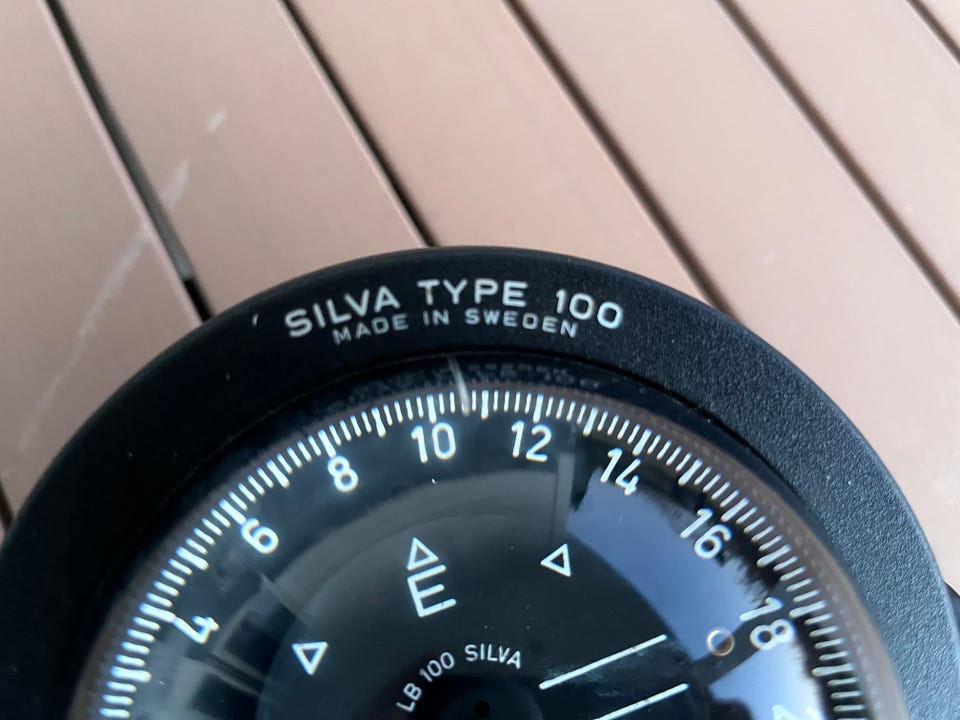 SILVA TYPE 100
MADE IN SWEDEN
4 6 8 10 12 14 16 18
E
LB 100 SILVA